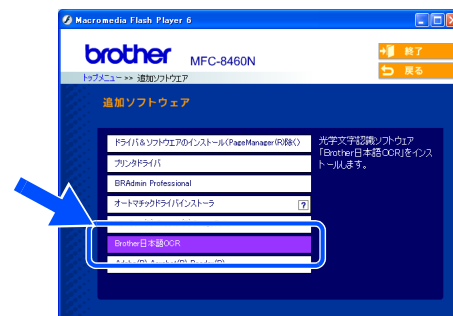 Macromedia Flash Player 6
brother
MFC-8460N
終了
戻る
トップメニュー >> 追加ソフトウェア
追加ソフトウェア
ドライバ&ソフトウェアのインストール(PageManager(R)除く)
プリンタドライバ
BRAdmin Professional
オートマチックドライバインストーラ
?
Brother日本語OCR
Adobe(R) Acrobat(R) Reader(R)
光学文字認識ソフトウェア
「Brother日本語OCR」をインス
トールします。